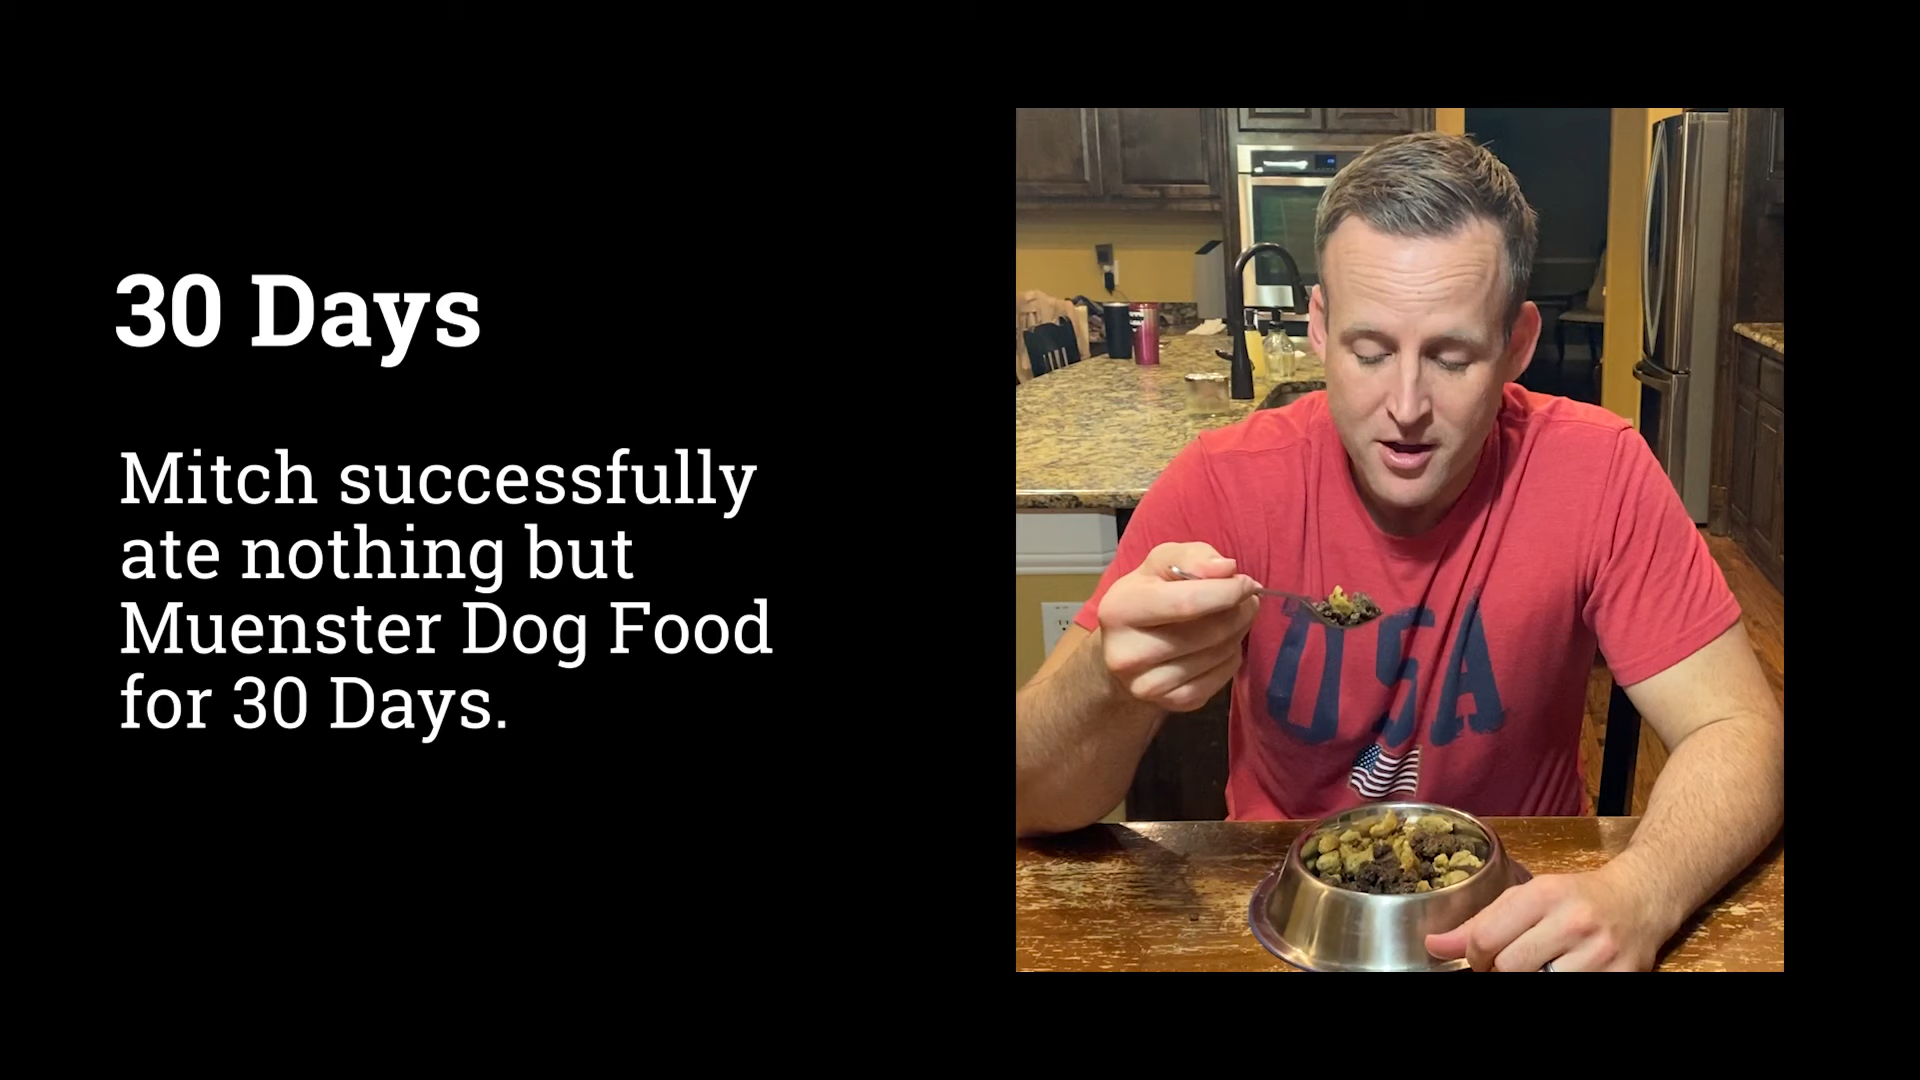 30 Days
Mitch successfully
ate nothing but
Muenster Dog Food
for 30 Days.
USA